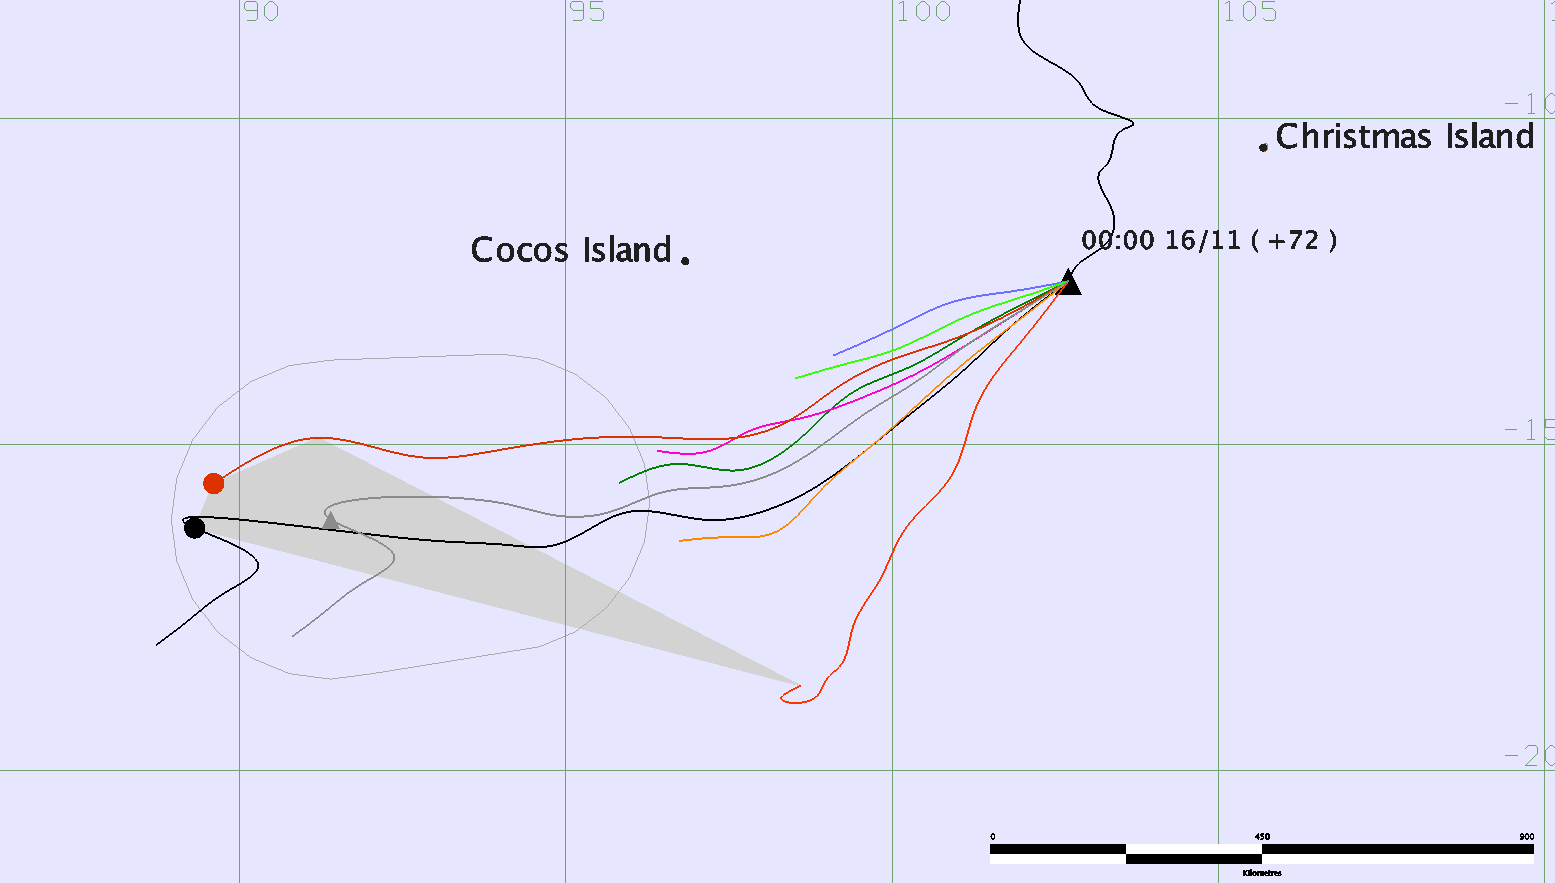 90 95 100 105
-10
Christmas Island
Cocos Island
00:00 16/11 ( +72 )
-15
-20
0 450 900
Kilometres